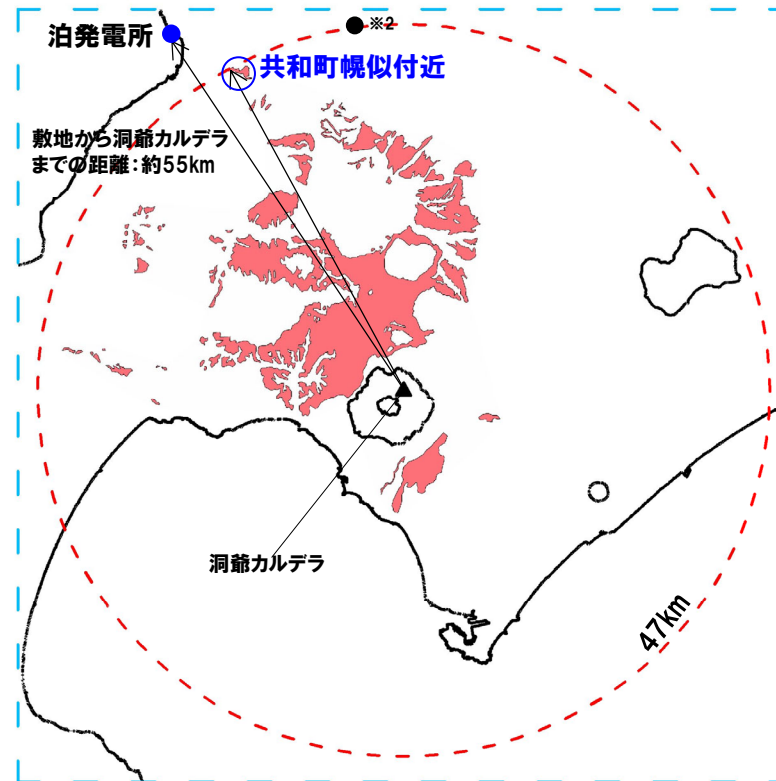 ※2
泊発電所
共和町幌似付近
敷地から洞爺カルデラ
までの距離:約55km
洞爺カルデラ
47km